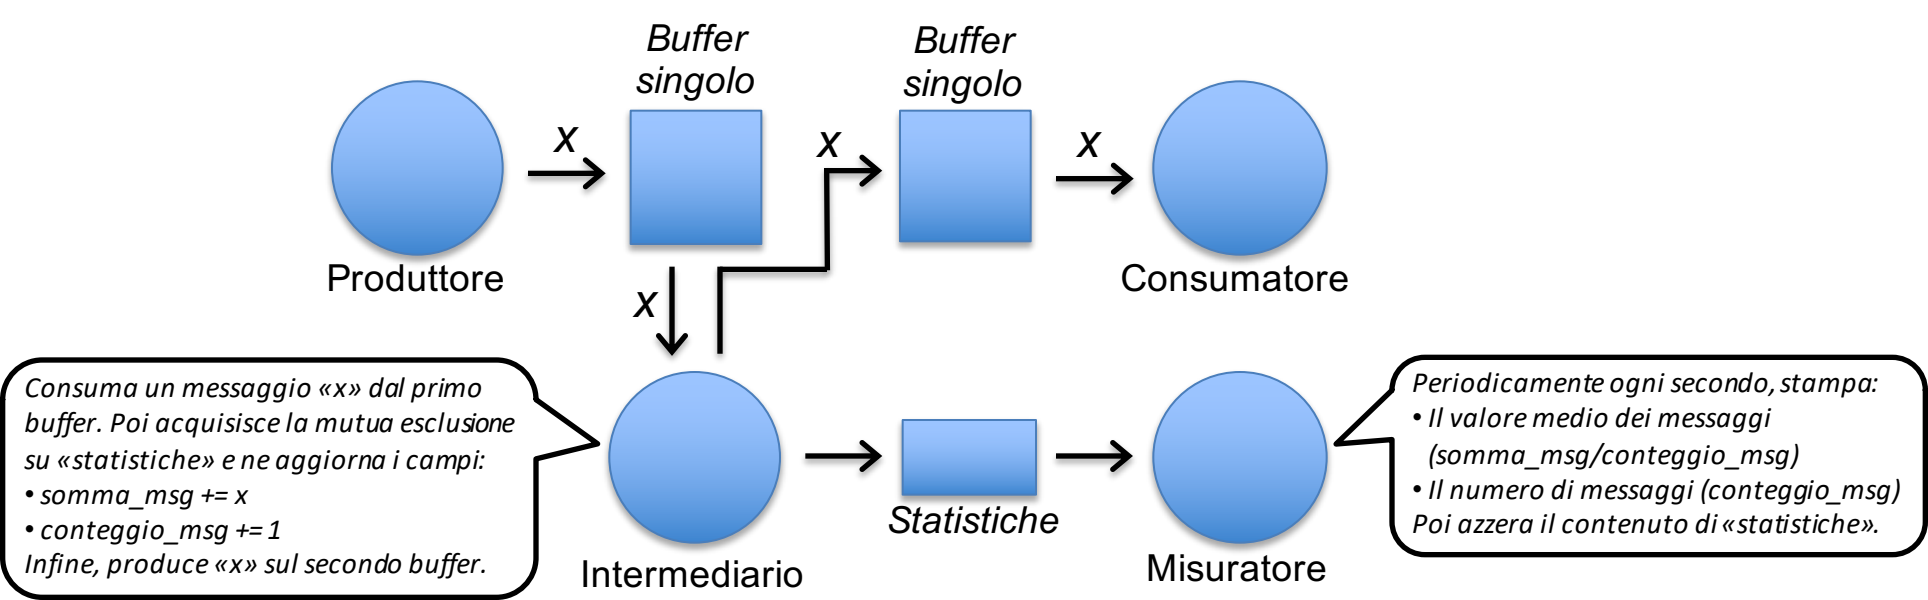 Buffer
singolo
Buffer
singolo
x
x
x
Produttore
Consumatore
x
Consuma un messaggio «x» dal primo
buffer. Poi acquisisce la mutua esclusione
su «statistiche» e ne aggiorna i campi:
• somma_msg += x
• conteggio_msg += 1
Infine, produce «x» sul secondo buffer.
Periodicamente ogni secondo, stampa:
• Il valore medio dei messaggi
(somma_msg/conteggio_msg)
• Il numero di messaggi (conteggio_msg)
Poi azzera il contenuto di «statistiche».
Statistiche
Intermediario
Misuratore